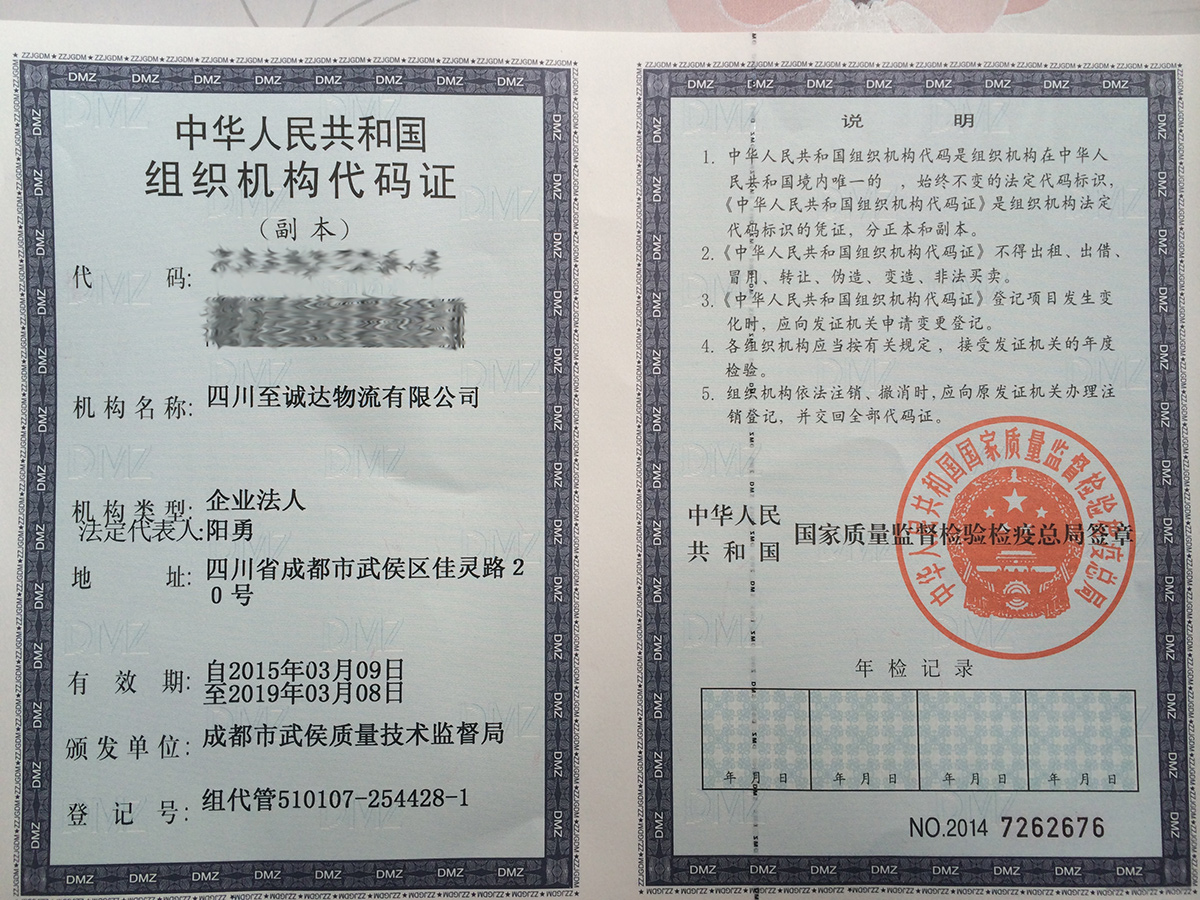 中华人民共和国
组织机构代码证
（副 本）
代 码:
机构名称: 四川至诚达物流有限公司
机构类型: 企业法人
法定代表人:阳勇
地 址: 四川省成都市武侯区佳灵路2
0号
有 效 期: 自2015年03月09日
至2019年03月08日
颁发单位: 成都市武侯质量技术监督局
登 记 号: 组代管510107-254428-1
说 明
1. 中华人民共和国组织机构代码是组织机构在中华人
民共和国境内唯一的 ，始终不变的法定代码标识，
《中华人民共和国组织机构代码证》是组织机构法定
代码标识的凭证，分正本和副本。
2.《中华人民共和国组织机构代码证》不得出租、出借、
冒用、转让、伪造、变造、非法买卖。
3.《中华人民共和国组织机构代码证》登记项目发生变
化时，应向发证机关申请变更登记。
4. 各组织机构应当按有关规定，接受发证机关的年度
检验。
5. 组织机构依法注销、撤消时，应向原发证机关办理注
销登记，并交回全部代码证。
中华人民
共和国 国家质量监督检验检疫总局签章
中华人民共和国国家质量监督检验检疫总局
年检记录
年 月 日 年 月 日 年 月 日 年 月 日
NO.2014 7262676